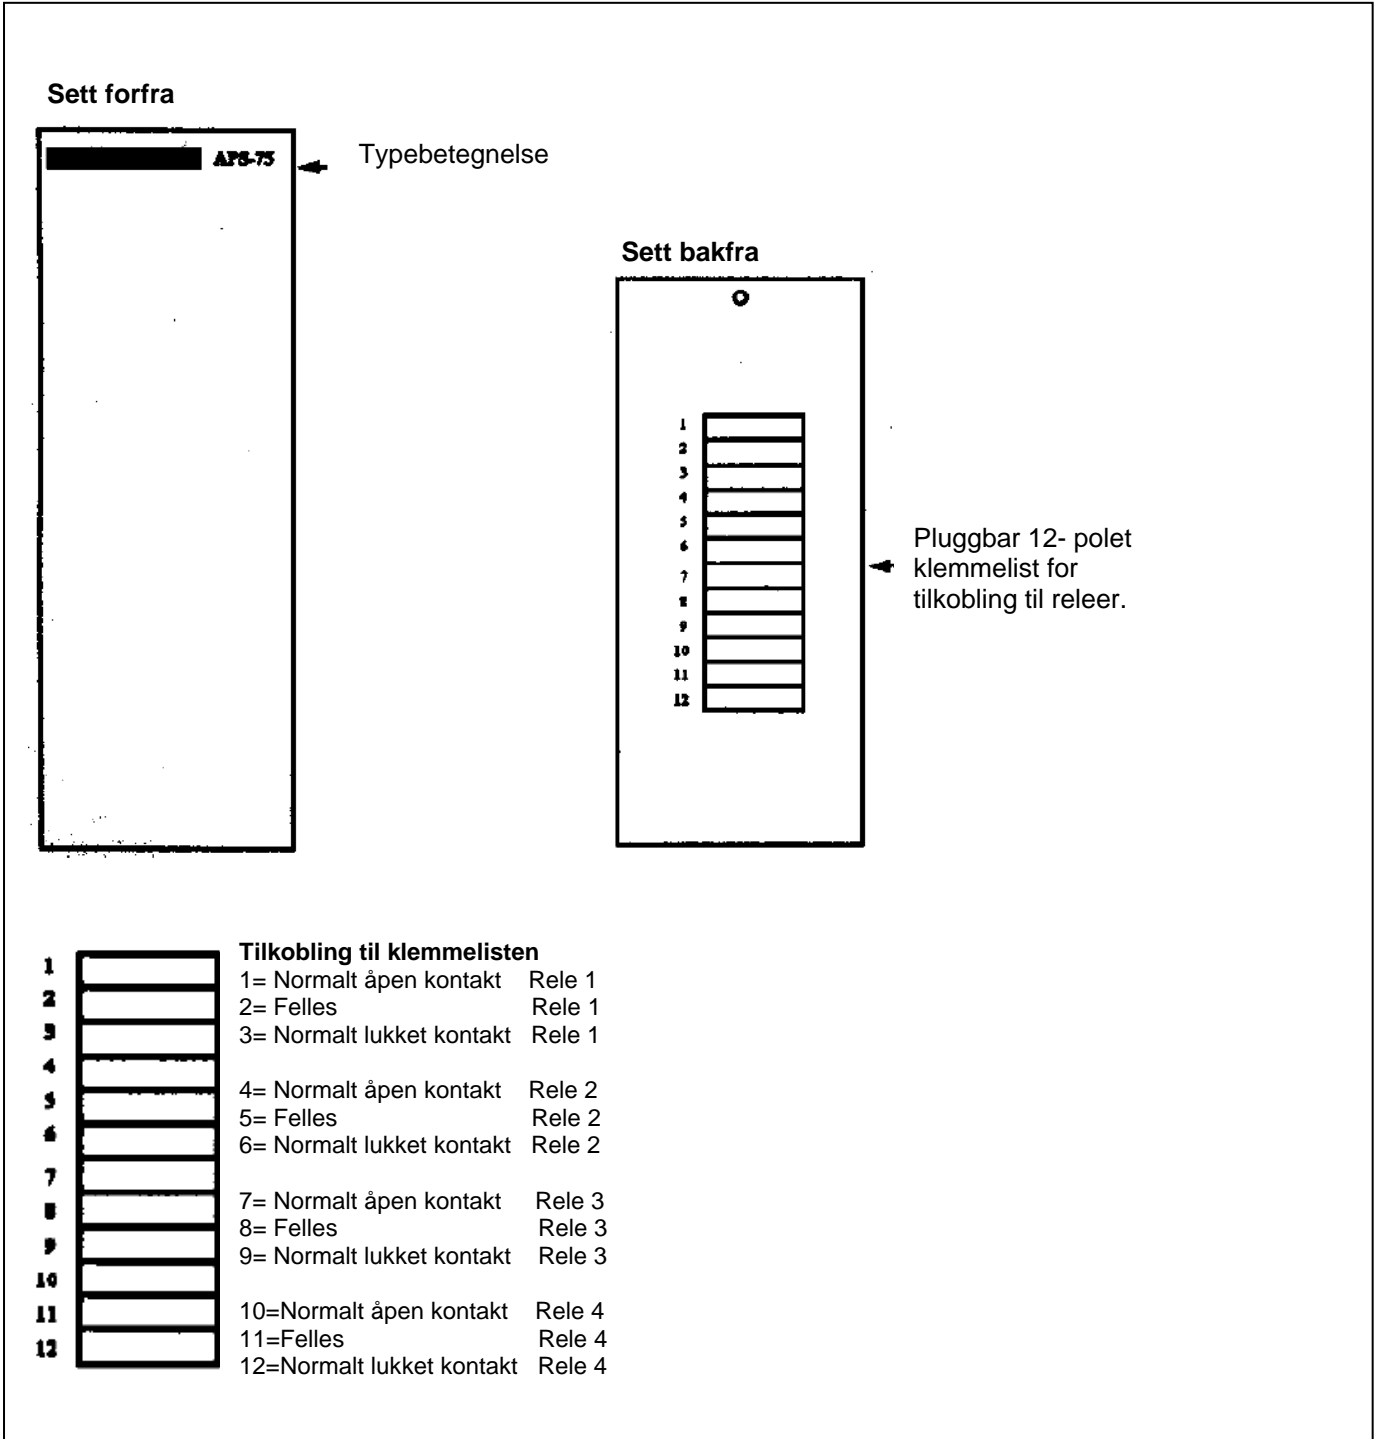 Sett forfra
APS-75
Typebetegnelse
Sett bakfra
1
2
3
4
5
6
7
8
9
10
11
12
Pluggbar 12- polet
klemmelist for
tilkobling til releer.
1
2
3
4
5
6
7
8
9
10
11
12
Tilkobling til klemmelisten
1= Normalt åpen kontakt Rele 1
2= Felles Rele 1
3= Normalt lukket kontakt Rele 1
4= Normalt åpen kontakt Rele 2
5= Felles Rele 2
6= Normalt lukket kontakt Rele 2
7= Normalt åpen kontakt Rele 3
8= Felles Rele 3
9= Normalt lukket kontakt Rele 3
10=Normalt åpen kontakt Rele 4
11=Felles Rele 4
12=Normalt lukket kontakt Rele 4